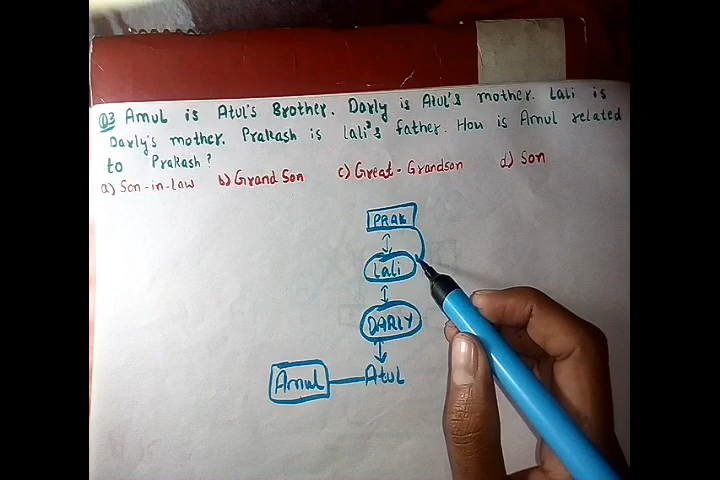 Q3 Amul is Atul's Brother. Darly is Atul's mother. Lali is
Darly's mother. Prakash is Lali's father. How is Amul related
to Prakash?
a) Son-in-law b) Grand Son c) Great-Grandson d) Son
PRAK
Lali
DARLY
Amul Atul